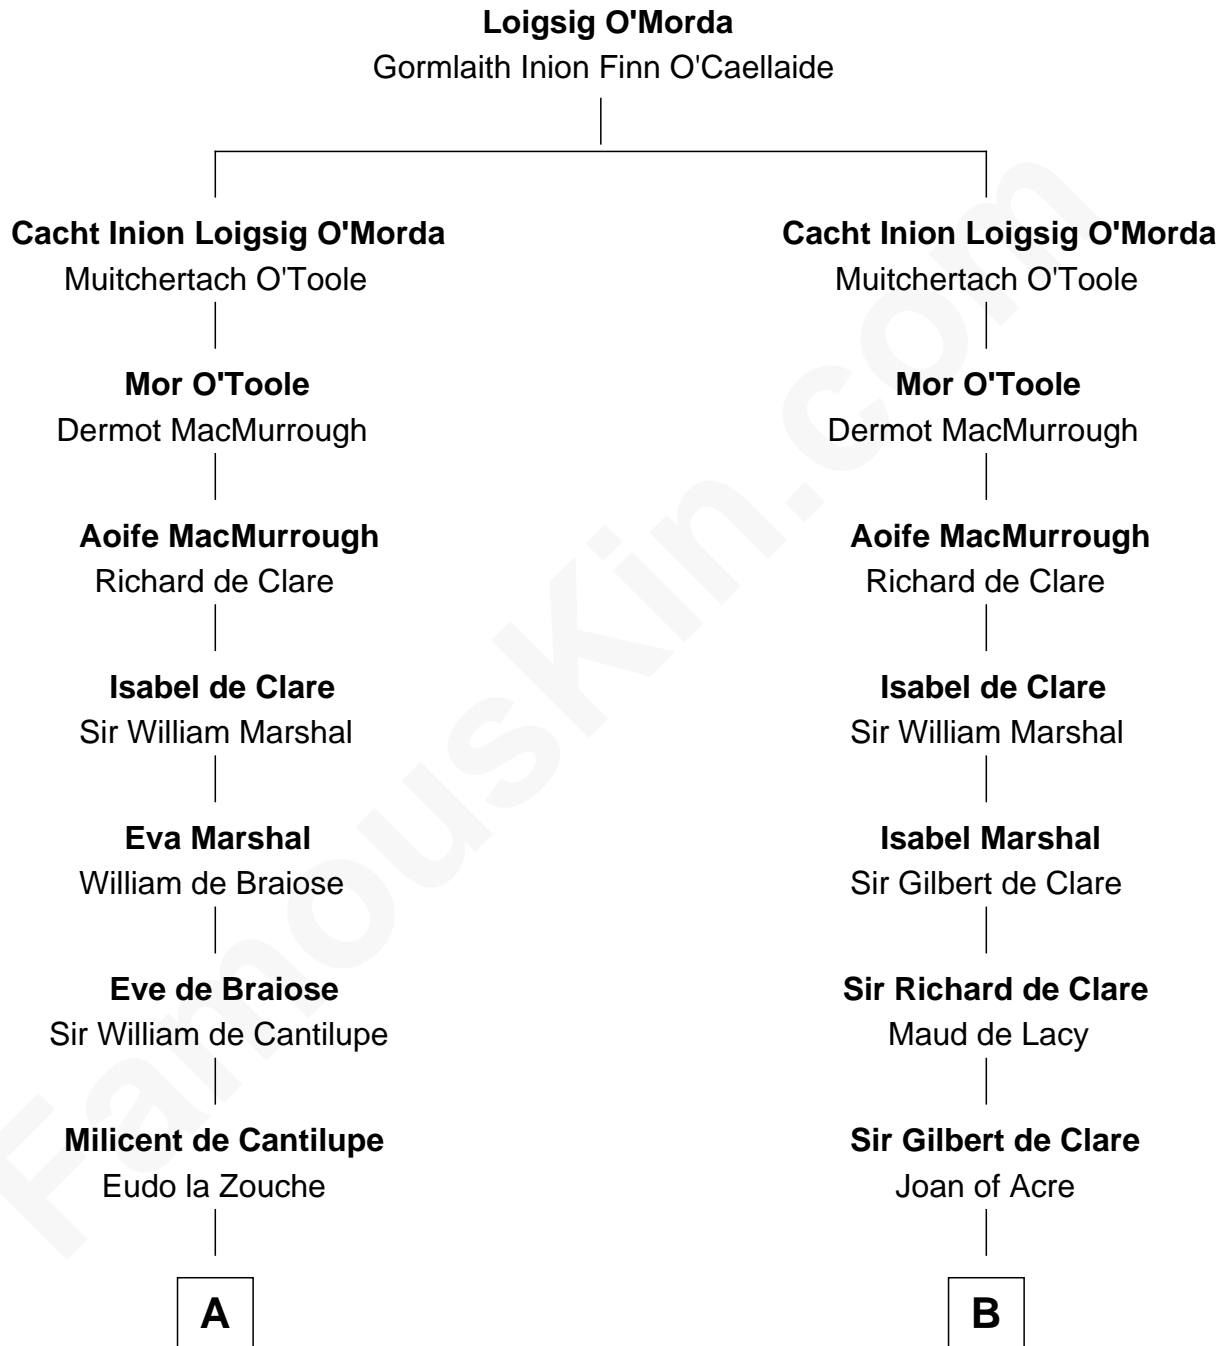 Loigsig O'Morda
Gormlaith Inion Finn O'Caellaide
Cacht Inion Loigsig O'Morda
Muitchertach O'Toole
Mor O'Toole
Dermot MacMurrough
Aoife MacMurrough
Richard de Clare
Isabel de Clare
Sir William Marshal
Eva Marshal
William de Braiose
Eve de Braiose
Sir William de Cantilupe
Milicent de Cantilupe
Eudo la Zouche
A
Cacht Inion Loigsig O'Morda
Muitchertach O'Toole
Mor O'Toole
Dermot MacMurrough
Aoife MacMurrough
Richard de Clare
Isabel de Clare
Sir William Marshal
Isabel Marshal
Sir Gilbert de Clare
Sir Richard de Clare
Maud de Lacy
Sir Gilbert de Clare
Joan of Acre
B
FamousKin.com